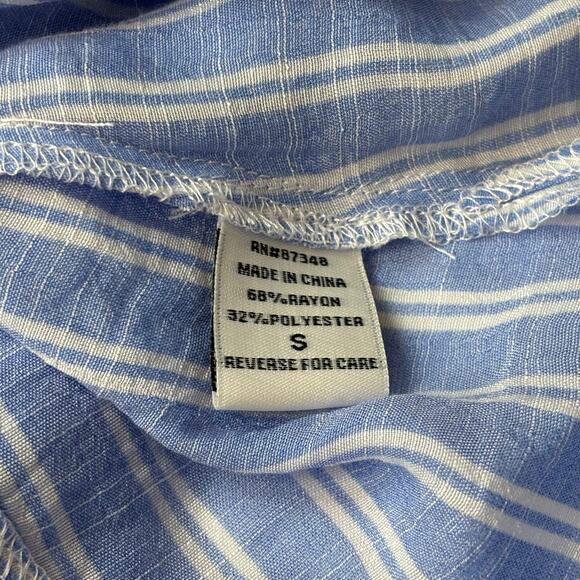 RN#87348
MADE IN CHINA
68%RAYON
32%POLYESTER
S
REVERSE FOR CARE